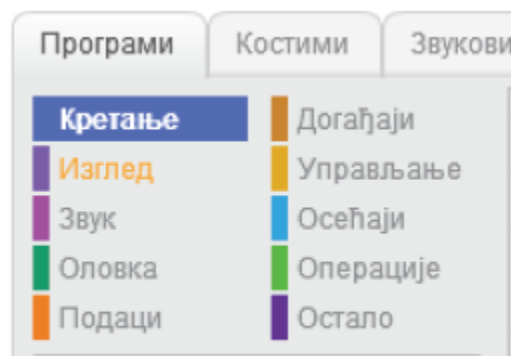 Програми Костими Звукови
Кретање Догађаји
Изглед Управљање
Звук Осећаји
Оловка Операције
Подаци Остало